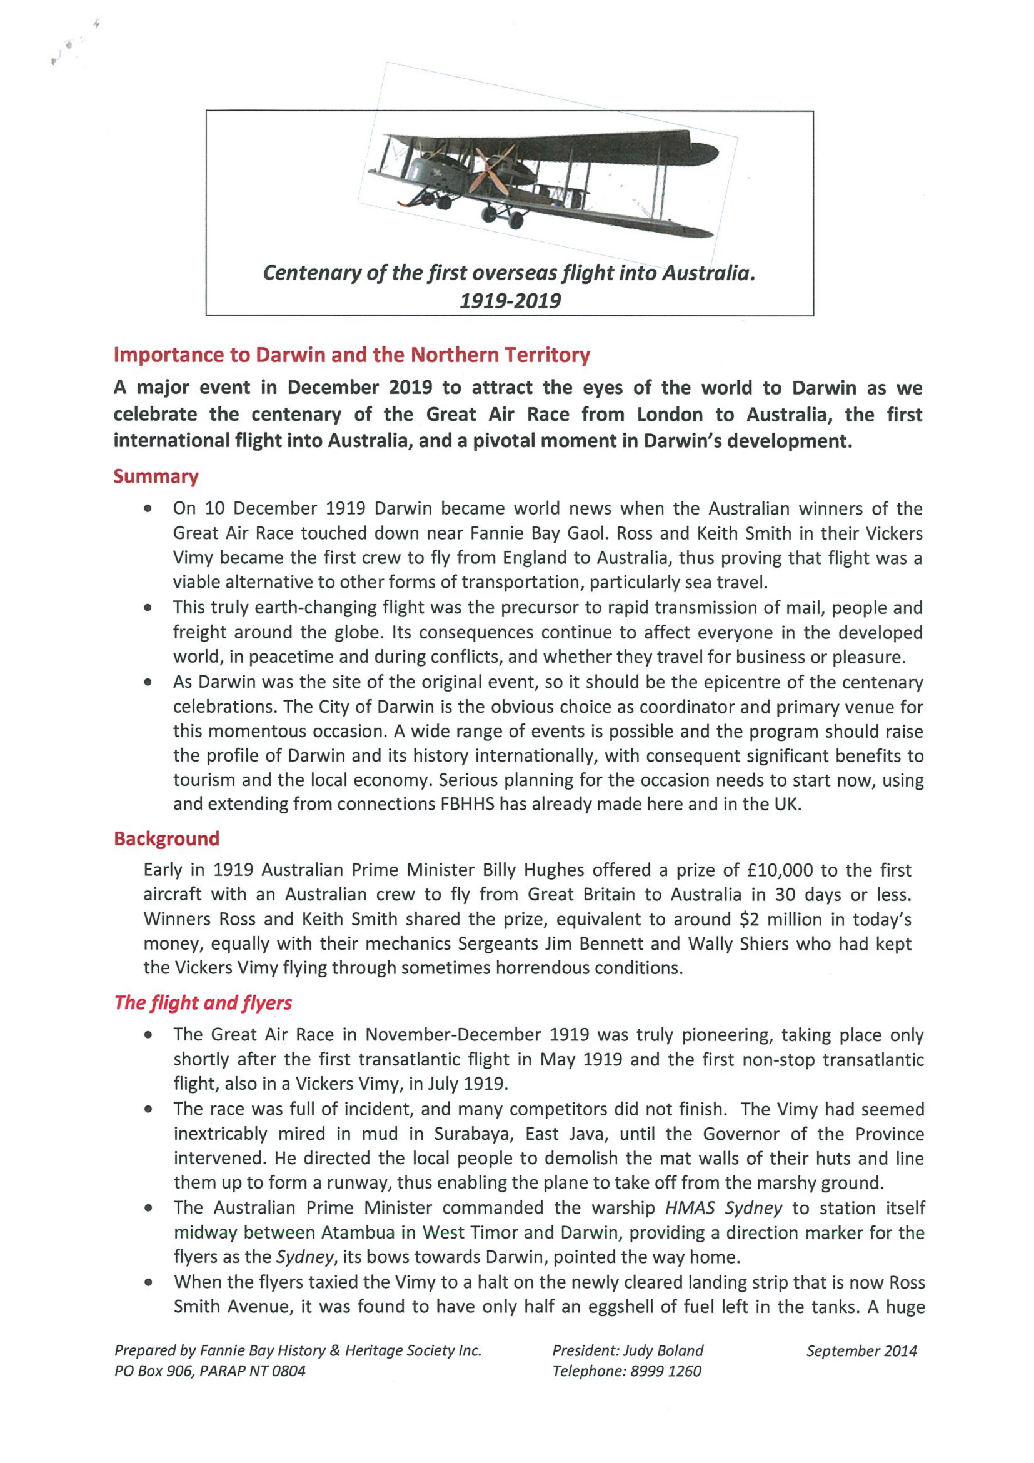 Centenary of the first overseas flight into Australia.
1919-2019
Importance to Darwin and the Northern Territory
A major event in December 2019 to attract the eyes of the world to Darwin as we
celebrate the centenary of the Great Air Race from London to Australia, the first
international flight into Australia, and a pivotal moment in Darwin's development.
Summary
• On 10 December 1919 Darwin became world news when the Australian winners of the
Great Air Race touched down near Fannie Bay Gaol. Ross and Keith Smith in their Vickers
Vimy became the first crew to fly from England to Australia, thus proving that flight was a
viable alternative to other forms of transportation, particularly sea travel.
• This truly earth-changing flight was the precursor to rapid transmission of mail, people and
freight around the globe. Its consequences continue to affect everyone in the developed
world, in peacetime and during conflicts, and whether they travel for business or pleasure.
• As Darwin was the site of the original event, so it should be the epicentre of the centenary
celebrations. The City of Darwin is the obvious choice as coordinator and primary venue for
this momentous occasion. A wide range of events is possible and the program should raise
the profile of Darwin and its history internationally, with consequent significant benefits to
tourism and the local economy. Serious planning for the occasion needs to start now, using
and extending from connections FBHHS has already made here and in the UK.
Background
Early in 1919 Australian Prime Minister Billy Hughes offered a prize of £10,000 to the first
aircraft with an Australian crew to fly from Great Britain to Australia in 30 days or less.
Winners Ross and Keith Smith shared the prize, equivalent to around $2 million in today's
money, equally with their mechanics Sergeants Jim Bennett and Wally Shiers who had kept
the Vickers Vimy flying through sometimes horrendous conditions.
The flight and flyers
• The Great Air Race in November-December 1919 was truly pioneering, taking place only
shortly after the first transatlantic flight in May 1919 and the first non-stop transatlantic
flight, also in a Vickers Vimy, in July 1919.
• The race was full of incident, and many competitors did not finish. The Vimy had seemed
inextricably mired in mud in Surabaya, East Java, until the Governor of the Province
intervened. He directed the local people to demolish the mat walls of their huts and line
them up to form a runway, thus enabling the plane to take off from the marshy ground.
• The Australian Prime Minister commanded the warship HMAS Sydney to station itself
midway between Atambua in West Timor and Darwin, providing a direction marker for the
flyers as the Sydney, its bows towards Darwin, pointed the way home.
• When the flyers taxied the Vimy to a halt on the newly cleared landing strip that is now Ross
Smith Avenue, it was found to have only half an eggshell of fuel left in the tanks. A huge
Prepared by Fannie Bay History & Heritage Society Inc. President: Judy Boland September 2014
PO Box 906, PARAP NT 0804 Telephone: 8999 1260